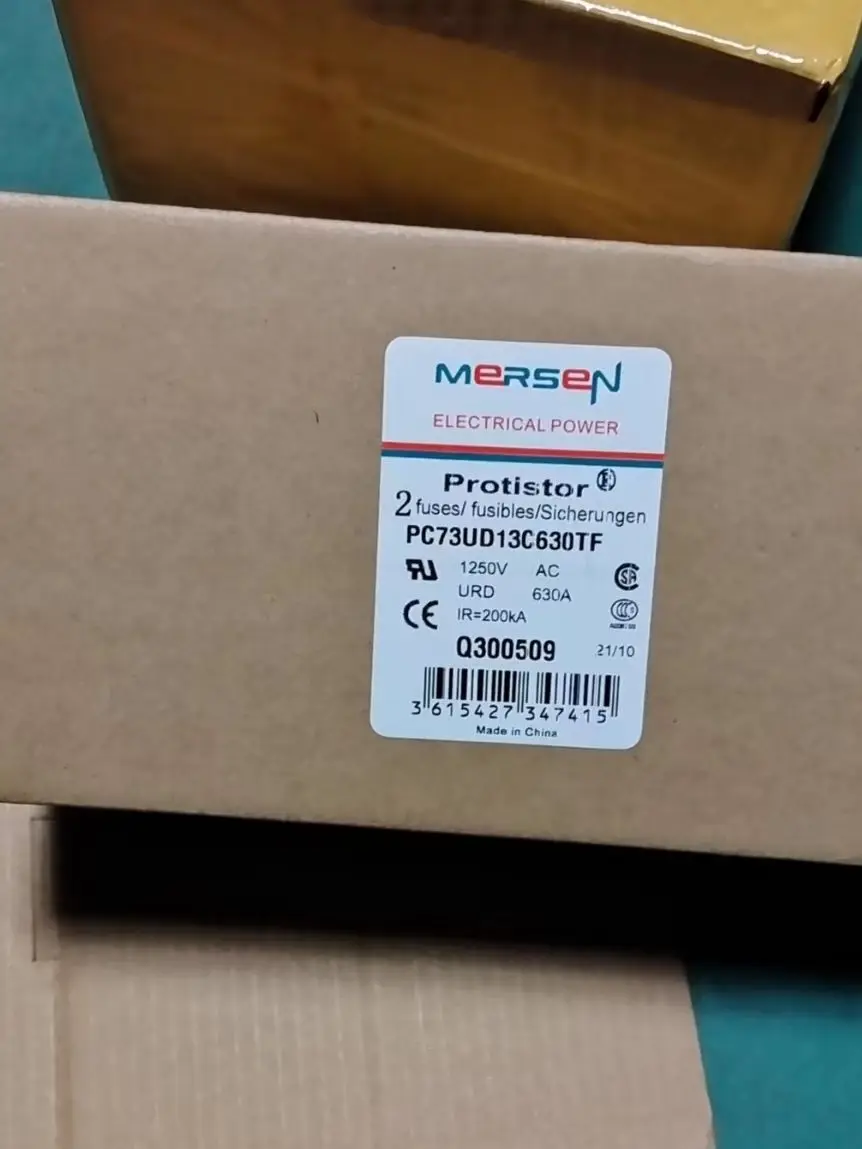 MERSEN
ELECTRICAL POWER
Protistor
2 fuses/ fusibles/Sicherungen
PC73UD13C630TF
1250V AC
URD 630A
CE IR=200kA
Q300509 21/10
3 615427 347415
Made in China